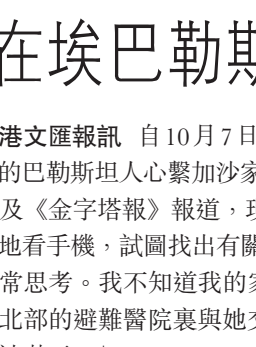 在埃巴勒斯
港文匯報訊 自10月7日
的巴勒斯坦人心繫加沙家
及《金字塔報》報道，現
地看手機，試圖找出有關
常思考。我不知道我的家
北部的避難醫院裏與她交